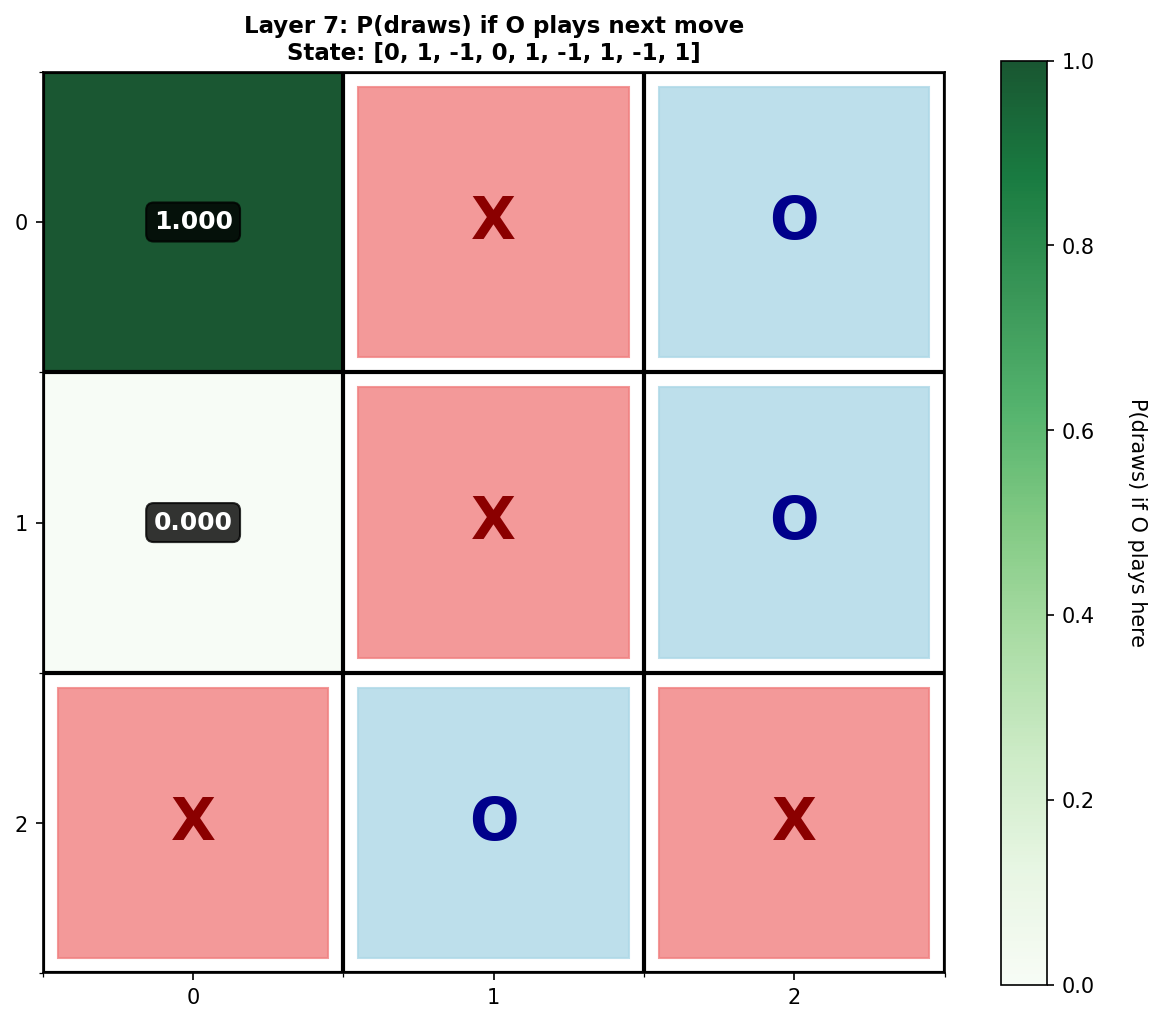 Layer 7: P(draws) if O plays next move
State: [0, 1, -1, 0, 1, -1, 1, -1, 1]
1.0
0 1.000 X O
0.8
0.6
P(draws) if O plays here
1 0.000 X O
0.4
0.2
2 X O X
0.0
0 1 2